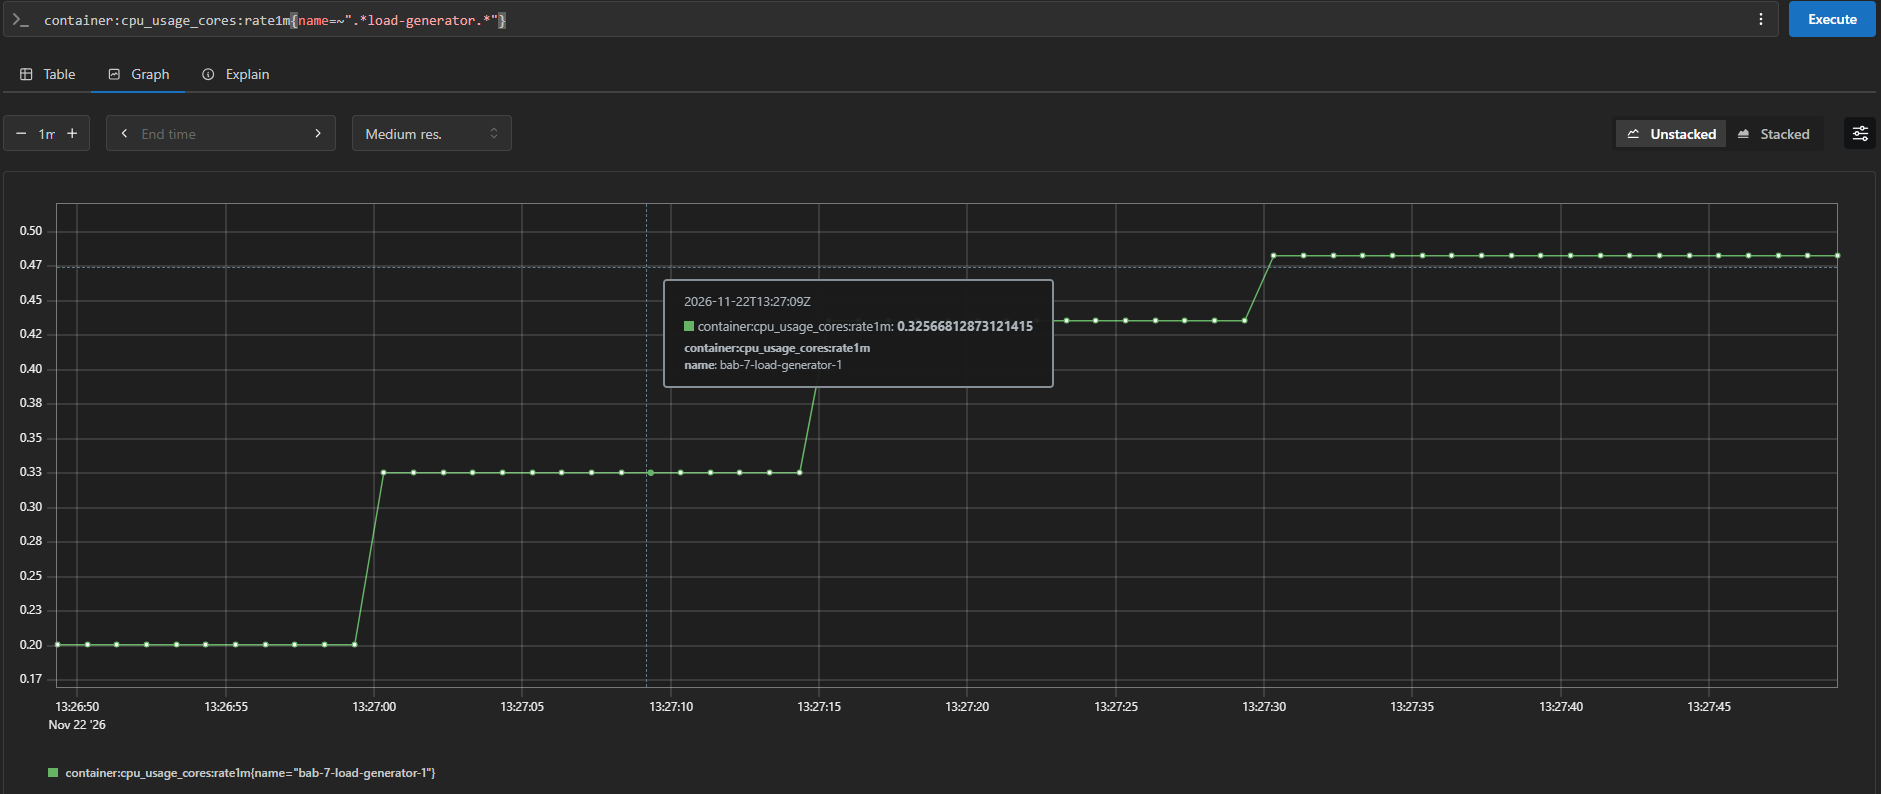 >_ container:cpu_usage_cores:rate1m{name=~".*load-generator.*"}
Execute
Table Graph Explain
− 1m +
End time
Medium res.
Unstacked Stacked
0.50
0.47
0.45
0.42
0.40
0.38
0.35
0.33
0.30
0.28
0.25
0.23
0.20
0.17
2026-11-22T13:27:09Z
container:cpu_usage_cores:rate1m: 0.32566812873121415
container:cpu_usage_cores:rate1m
name: bab-7-load-generator-1
13:26:50 13:26:55 13:27:00 13:27:05 13:27:10 13:27:15 13:27:20 13:27:25 13:27:30 13:27:35 13:27:40 13:27:45
Nov 22 '26
container:cpu_usage_cores:rate1m{name="bab-7-load-generator-1"}